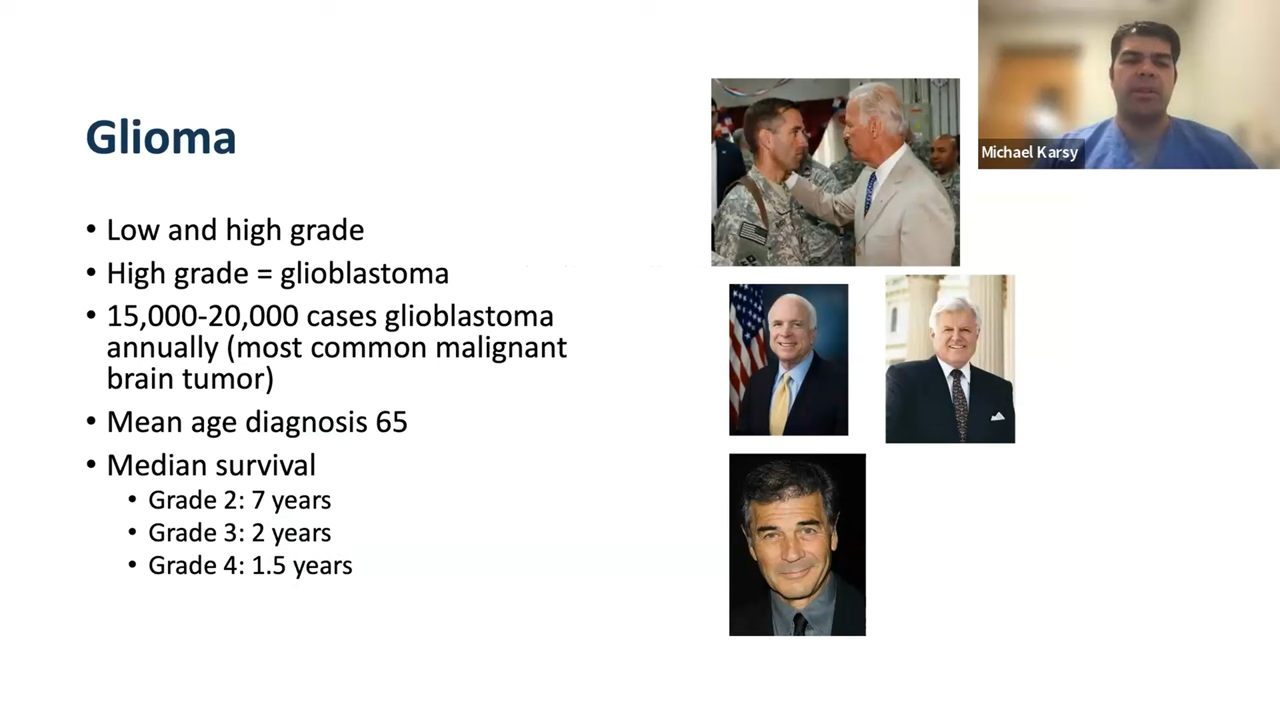 Glioma
• Low and high grade
• High grade = glioblastoma
• 15,000-20,000 cases glioblastoma
annually (most common malignant
brain tumor)
• Mean age diagnosis 65
• Median survival
• Grade 2: 7 years
• Grade 3: 2 years
• Grade 4: 1.5 years
Michael Karsy